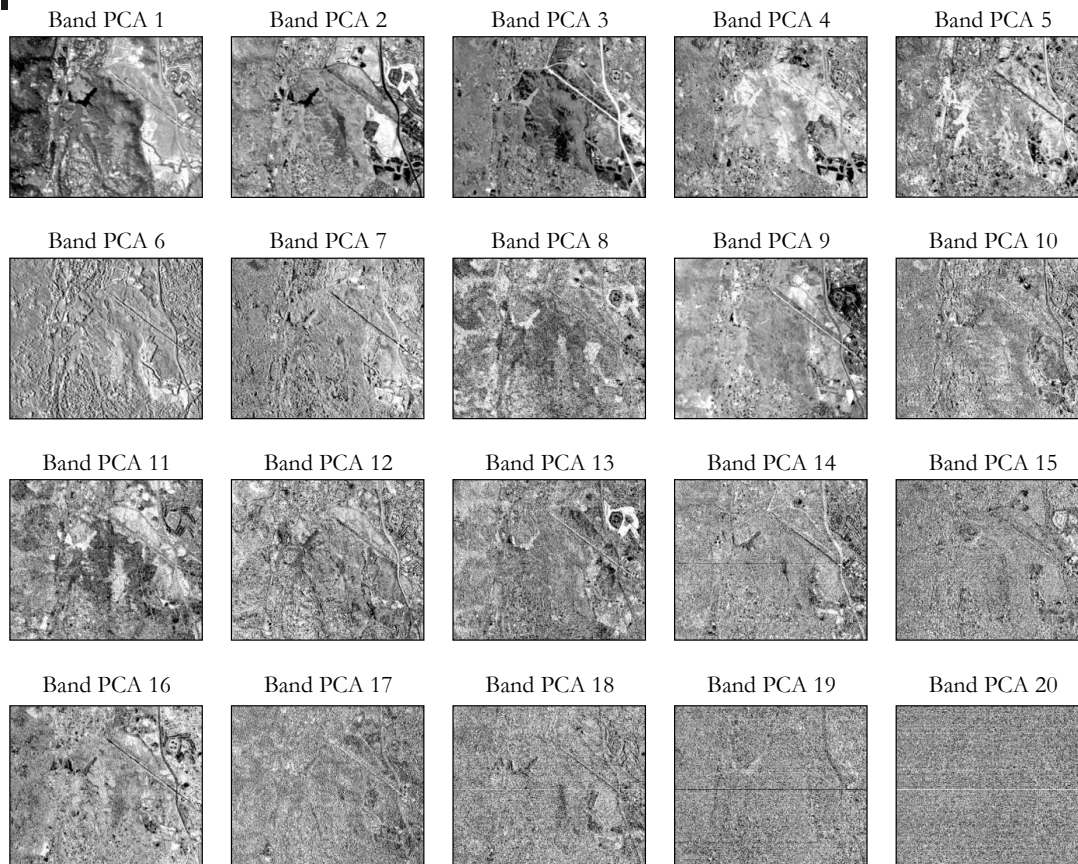 Band PCA 1 Band PCA 2 Band PCA 3 Band PCA 4 Band PCA 5
Band PCA 6 Band PCA 7 Band PCA 8 Band PCA 9 Band PCA 10
Band PCA 11 Band PCA 12 Band PCA 13 Band PCA 14 Band PCA 15
Band PCA 16 Band PCA 17 Band PCA 18 Band PCA 19 Band PCA 20